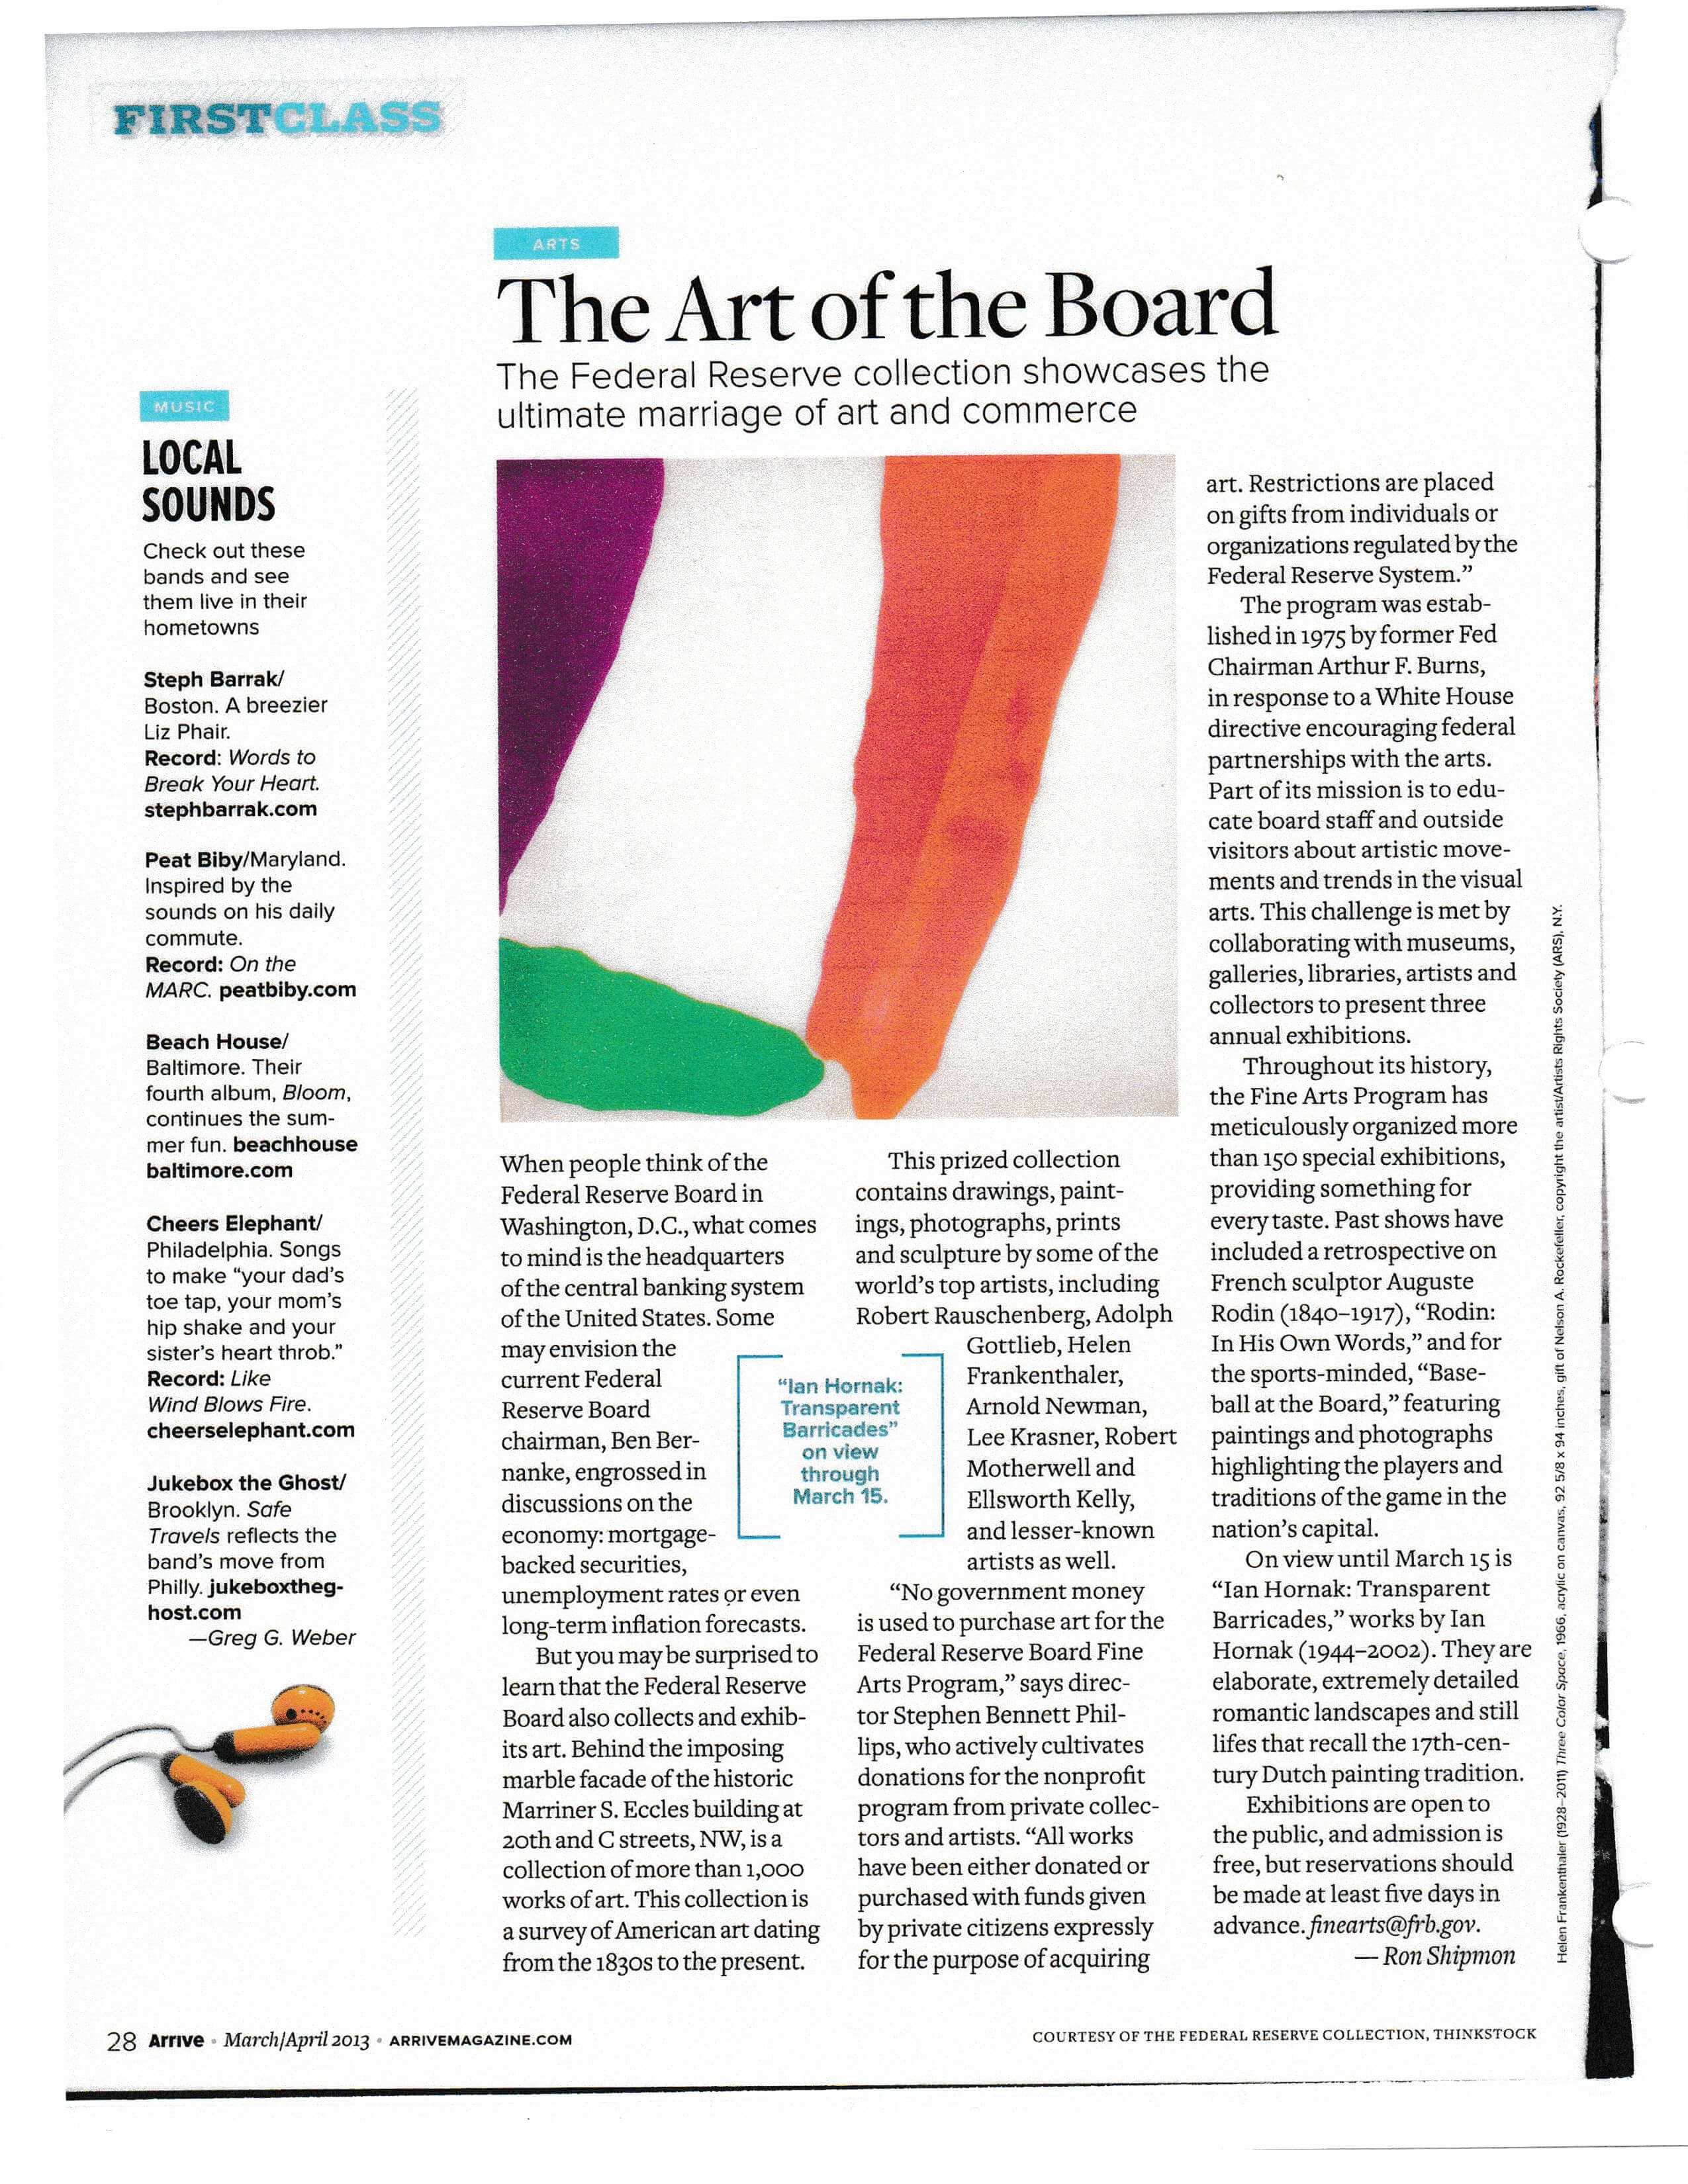 FIRSTCLASS
MUSIC
LOCAL
SOUNDS
Check out these
bands and see
them live in their
hometowns
Steph Barrak/
Boston. A breezier
Liz Phair.
Record: Words to
Break Your Heart.
stephbarrak.com
Peat Biby/Maryland.
Inspired by the
sounds on his daily
commute.
Record: On the
MARC. peatbiby.com
Beach House/
Baltimore. Their
fourth album, Bloom,
continues the sum-
mer fun. beachhouse
baltimore.com
Cheers Elephant/
Philadelphia. Songs
to make “your dad’s
toe tap, your mom’s
hip shake and your
sister’s heart throb.”
Record: Like
Wind Blows Fire.
cheerselephant.com
Jukebox the Ghost/
Brooklyn. Safe
Travels reflects the
band’s move from
Philly. jukeboxtheg-
host.com
—Greg G. Weber
ARTS
The Art of the Board
The Federal Reserve collection showcases the
ultimate marriage of art and commerce
When people think of the
Federal Reserve Board in
Washington, D.C., what comes
to mind is the headquarters
of the central banking system
of the United States. Some
may envision the
current Federal
Reserve Board
chairman, Ben Ber-
nanke, engrossed in
discussions on the
economy: mortgage-
backed securities,
unemployment rates or even
long-term inflation forecasts.
But you may be surprised to
learn that the Federal Reserve
Board also collects and exhib-
its art. Behind the imposing
marble facade of the historic
Marriner S. Eccles building at
20th and C streets, NW, is a
collection of more than 1,000
works of art. This collection is
a survey of American art dating
from the 1830s to the present.
“Ian Hornak:
Transparent
Barricades”
on view
through
March 15.
This prized collection
contains drawings, paint-
ings, photographs, prints
and sculpture by some of the
world’s top artists, including
Robert Rauschenberg, Adolph
Gottlieb, Helen
Frankenthaler,
Arnold Newman,
Lee Krasner, Robert
Motherwell and
Ellsworth Kelly,
and lesser-known
artists as well.
“No government money
is used to purchase art for the
Federal Reserve Board Fine
Arts Program,” says direc-
tor Stephen Bennett Phil-
lips, who actively cultivates
donations for the nonprofit
program from private collec-
tors and artists. “All works
have been either donated or
purchased with funds given
by private citizens expressly
for the purpose of acquiring
art. Restrictions are placed
on gifts from individuals or
organizations regulated by the
Federal Reserve System.”
The program was estab-
lished in 1975 by former Fed
Chairman Arthur F. Burns,
in response to a White House
directive encouraging federal
partnerships with the arts.
Part of its mission is to edu-
cate board staff and outside
visitors about artistic move-
ments and trends in the visual
arts. This challenge is met by
collaborating with museums,
galleries, libraries, artists and
collectors to present three
annual exhibitions.
Throughout its history,
the Fine Arts Program has
meticulously organized more
than 150 special exhibitions,
providing something for
every taste. Past shows have
included a retrospective on
French sculptor Auguste
Rodin (1840–1917), “Rodin:
In His Own Words,” and for
the sports-minded, “Base-
ball at the Board,” featuring
paintings and photographs
highlighting the players and
traditions of the game in the
nation’s capital.
On view until March 15 is
“Ian Hornak: Transparent
Barricades,” works by Ian
Hornak (1944–2002). They are
elaborate, extremely detailed
romantic landscapes and still
lifes that recall the 17th-cen-
tury Dutch painting tradition.
Exhibitions are open to
the public, and admission is
free, but reservations should
be made at least five days in
advance. finearts@frb.gov.
— Ron Shipmon
Helen Frankenthaler (1928–2011) Three Color Space, 1966, acrylic on canvas, 92 5/8 x 94 inches, gift of Nelson A. Rockefeller, copyright the artist/Artists Rights Society (ARS), N.Y.
28 Arrive • March/April 2013 • ARRIVEMAGAZINE.COM
COURTESY OF THE FEDERAL RESERVE COLLECTION, THINKSTOCK